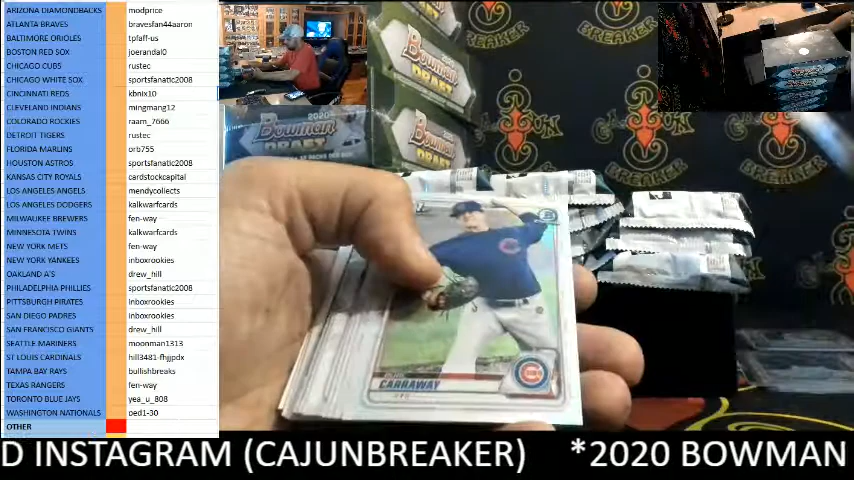 ARIZONA DIAMONDBACKS modprice
ATLANTA BRAVES bravesfan44aaron
BALTIMORE ORIOLES tpfaff-us
BOSTON RED SOX joerandal0
CHICAGO CUBS rustec
CHICAGO WHITE SOX sportsfanatic2008
CINCINNATI REDS kbnix10
CLEVELAND INDIANS mingmang12
COLORADO ROCKIES raam_7666
DETROIT TIGERS rustec
FLORIDA MARLINS orb755
HOUSTON ASTROS sportsfanatic2008
KANSAS CITY ROYALS cardstockcapital
LOS ANGELES ANGELS mendycollects
LOS ANGELES DODGERS kalkwarfcards
MILWAUKEE BREWERS fen-way
MINNESOTA TWINS kalkwarfcards
NEW YORK METS fen-way
NEW YORK YANKEES inboxrookies
OAKLAND A'S drew_hill
PHILADELPHIA PHILLIES sportsfanatic2008
PITTSBURGH PIRATES inboxrookies
SAN DIEGO PADRES inboxrookies
SAN FRANCISCO GIANTS drew_hill
SEATTLE MARINERS moonman1313
ST LOUIS CARDINALS hill3481-fhjjpdx
TAMPA BAY RAYS bullishbreaks
TEXAS RANGERS fen-way
TORONTO BLUE JAYS yea_u_808
WASHINGTON NATIONALS ped1-30
OTHER
BREAKER
BREAKER
Bowman
DRAFT
2020
Bowman
DRAFT
Bowman
DRAFT
CAJUN
BREAKER
BREAKER
CARRAWAY
CUBS
D INSTAGRAM (CAJUNBREAKER) *2020 BOWMAN